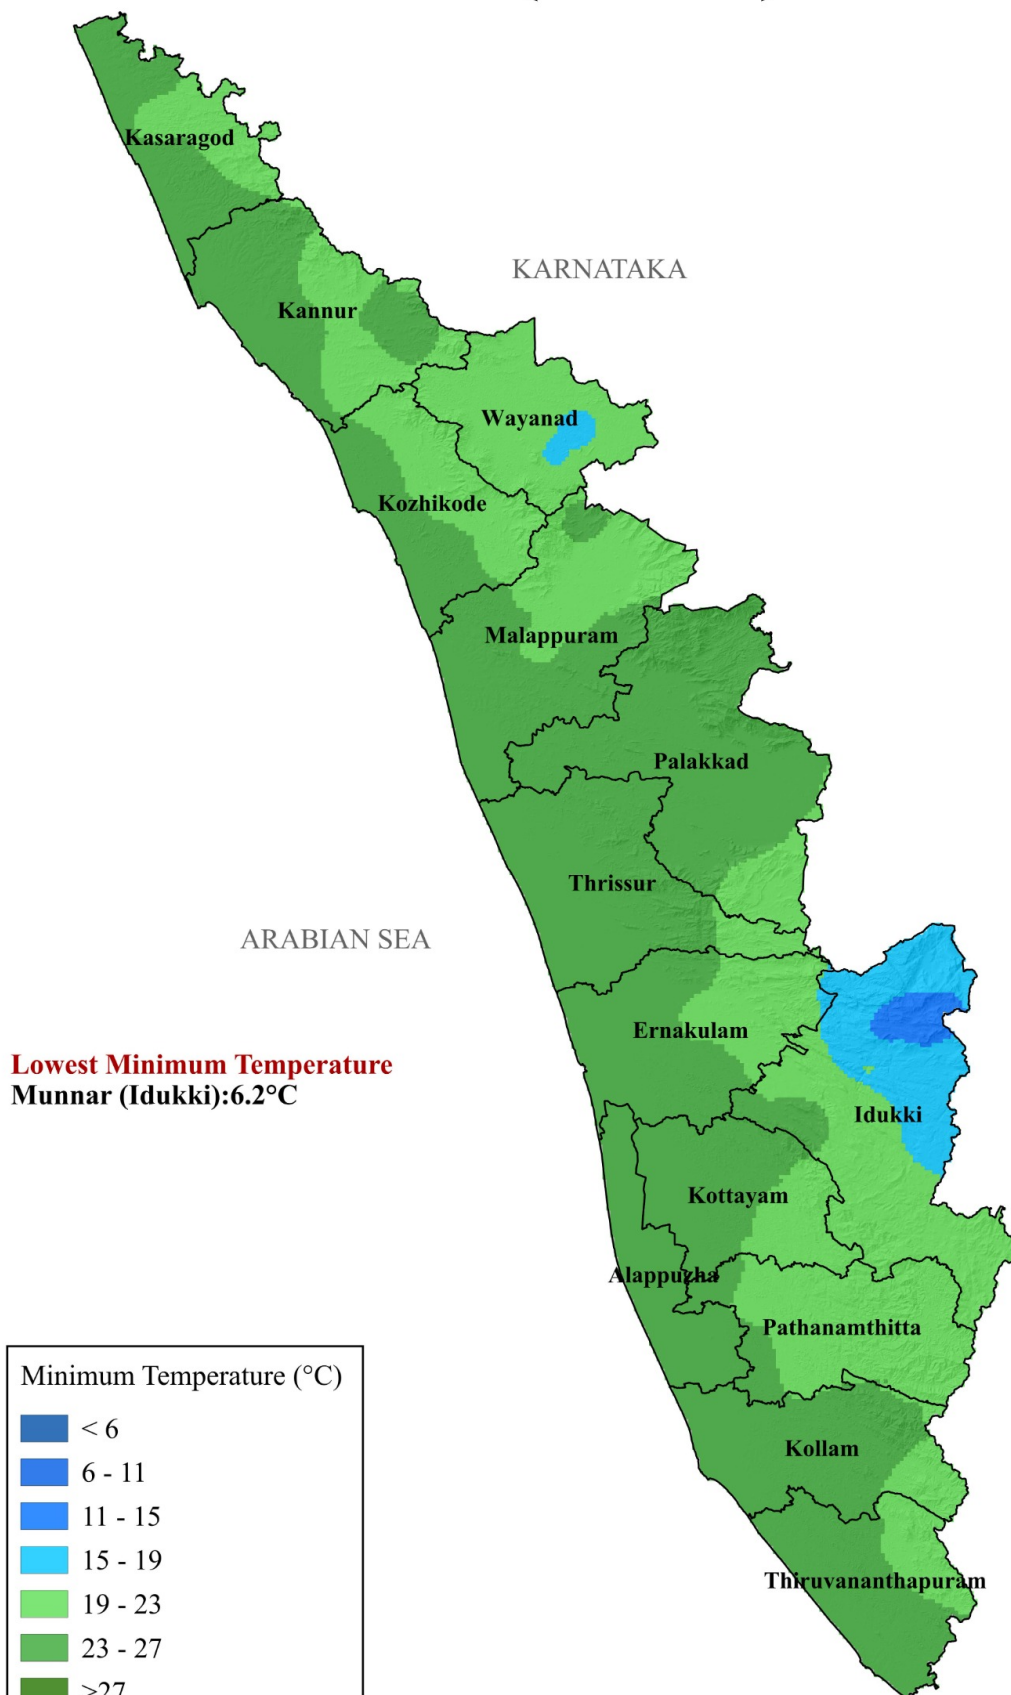 Kasaragod
KARNATAKA
Kannur
Wayanad
Kozhikode
Malappuram
Palakkad
Thrissur
ARABIAN SEA
Ernakulam
Lowest Minimum Temperature
Munnar (Idukki):6.2°C
Idukki
Kottayam
Alappuzha
Pathanamthitta
Minimum Temperature (°C)
< 6
6 - 11
11 - 15
15 - 19
19 - 23
23 - 27
>27
Kollam
Thiruvananthapuram